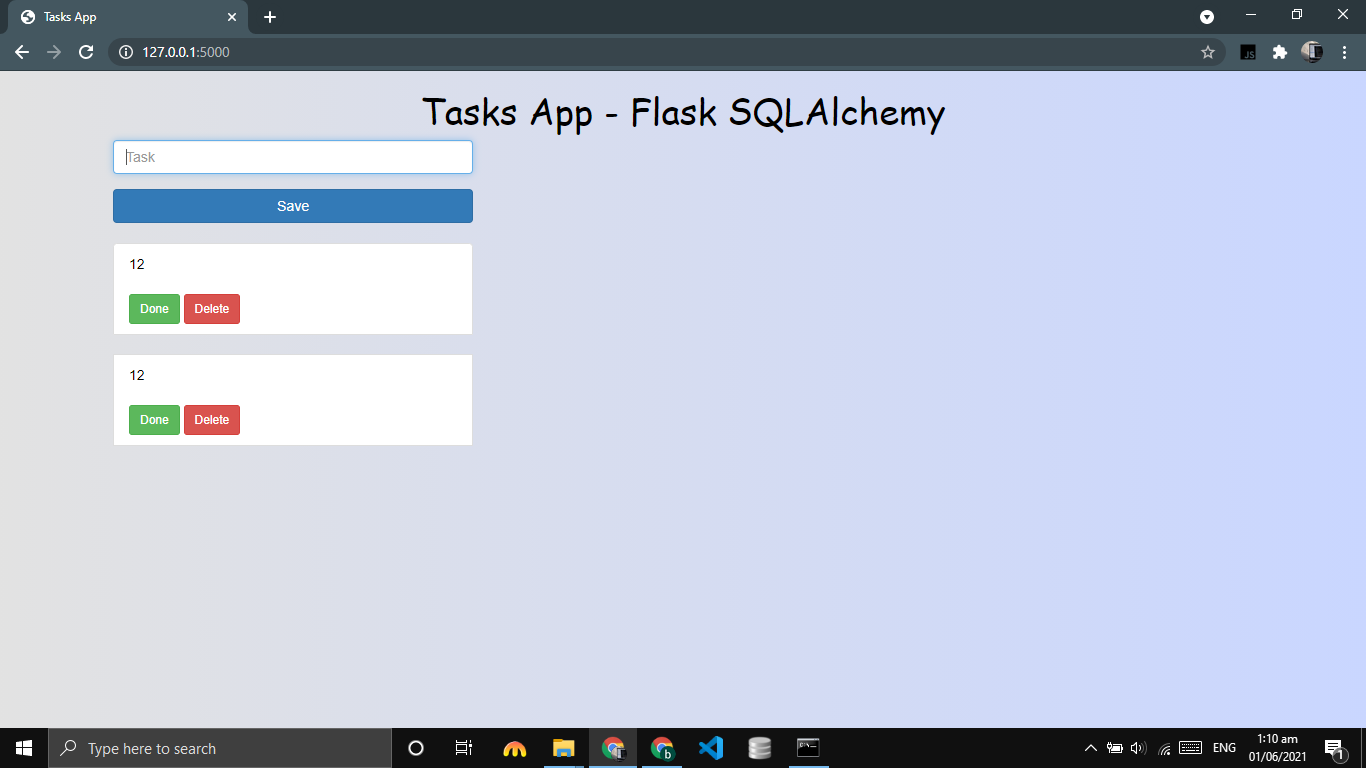 Tasks App
127.0.0.1:5000
JS
Tasks App - Flask SQLAlchemy
Task
Save
12
Done Delete
12
Done Delete
Type here to search
b
ENG
1:10 am
01/06/2021
1